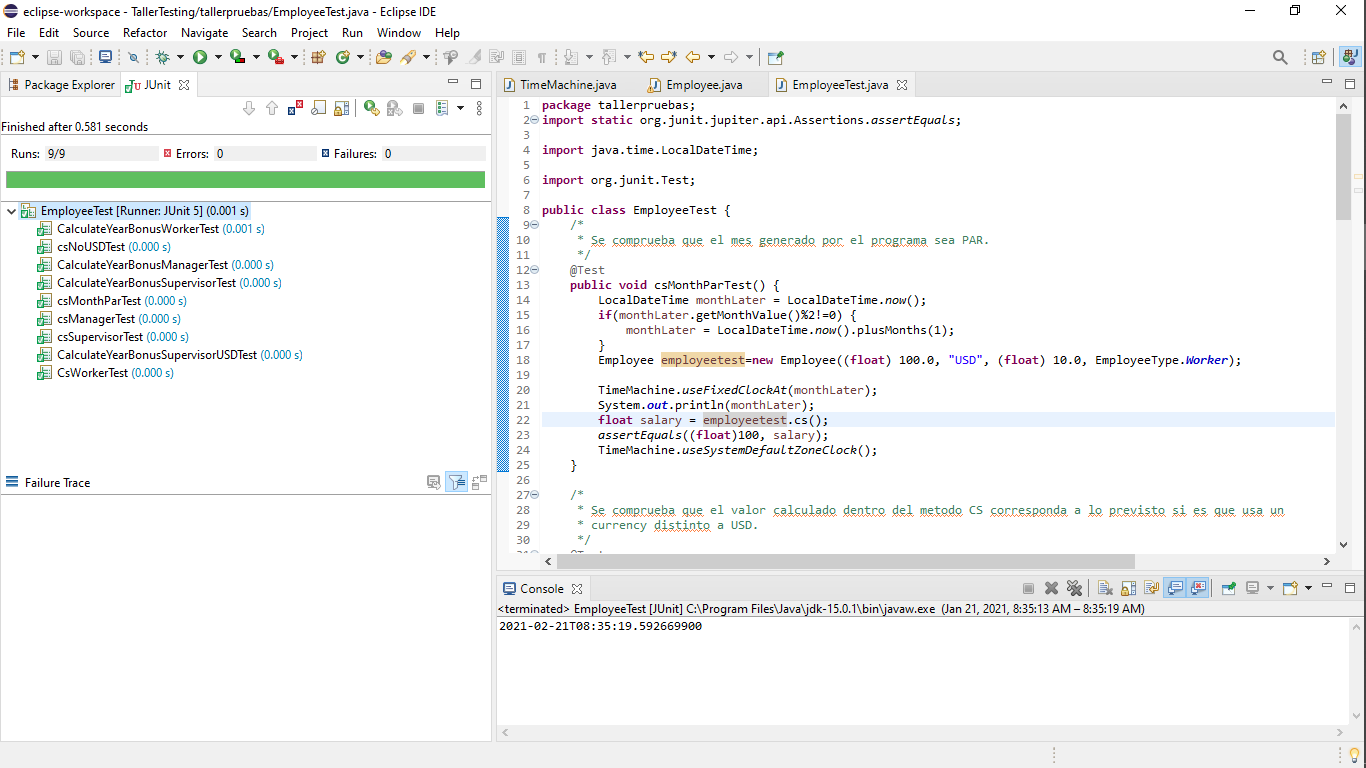 eclipse-workspace - TallerTesting/tallerpruebas/EmployeeTest.java - Eclipse IDE
File Edit Source Refactor Navigate Search Project Run Window Help
Package Explorer JUnit
Finished after 0.581 seconds
Runs: 9/9 Errors: 0 Failures: 0
EmployeeTest [Runner: JUnit 5] (0.001 s)
CalculateYearBonusWorkerTest (0.001 s)
csNoUSDTest (0.000 s)
CalculateYearBonusManagerTest (0.000 s)
CalculateYearBonusSupervisorTest (0.000 s)
csMonthParTest (0.000 s)
csManagerTest (0.000 s)
csSupervisorTest (0.000 s)
CalculateYearBonusSupervisorUSDTest (0.000 s)
CsWorkerTest (0.000 s)
Failure Trace
TimeMachine.java Employee.java EmployeeTest.java
1 package tallerpruebas;
2 import static org.junit.jupiter.api.Assertions.assertEquals;
3
4 import java.time.LocalDateTime;
5
6 import org.junit.Test;
7
8 public class EmployeeTest {
9 /*
10 * Se comprueba que el mes generado por el programa sea PAR.
11 */
12 @Test
13 public void csMonthParTest() {
14 LocalDateTime monthLater = LocalDateTime.now();
15 if(monthLater.getMonthValue()%2!=0) {
16 monthLater = LocalDateTime.now().plusMonths(1);
17 }
18 Employee employeetest=new Employee((float) 100.0, "USD", (float) 10.0, EmployeeType.Worker);
19
20 TimeMachine.useFixedClockAt(monthLater);
21 System.out.println(monthLater);
22 float salary = employeetest.cs();
23 assertEquals((float)100, salary);
24 TimeMachine.useSystemDefaultZoneClock();
25 }
26
27 /*
28 * Se comprueba que el valor calculado dentro del metodo CS corresponda a lo previsto si es que usa un
29 * currency distinto a USD.
30 */
Console
<terminated> EmployeeTest [JUnit] C:\Program Files\Java\jdk-15.0.1\bin\javaw.exe (Jan 21, 2021, 8:35:13 AM – 8:35:19 AM)
2021-02-21T08:35:19.592669900